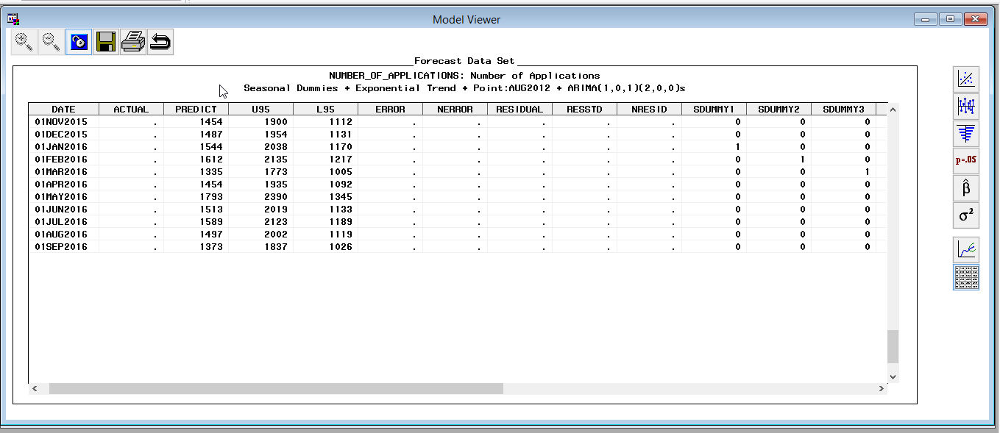 Model Viewer
Forecast Data Set
NUMBER_OF_APPLICATIONS: Number of Applications
Seasonal Dummies + Exponential Trend + Point:AUG2012 + ARIMA(1,0,1)(2,0,0)s
DATE ACTUAL PREDICT U95 L95 ERROR NERROR RESIDUAL RESSTD NRESID SDUMMY1 SDUMMY2 SDUMMY3
01NOV2015 . 1454 1900 1112 . . . . . 0 0 0
01DEC2015 . 1487 1954 1131 . . . . . 0 0 0
01JAN2016 . 1544 2038 1170 . . . . . 1 0 0
01FEB2016 . 1612 2135 1217 . . . . . 0 1 0
01MAR2016 . 1335 1773 1005 . . . . . 0 0 1
01APR2016 . 1454 1935 1092 . . . . . 0 0 0
01MAY2016 . 1793 2390 1345 . . . . . 0 0 0
01JUN2016 . 1513 2019 1133 . . . . . 0 0 0
01JUL2016 . 1589 2123 1189 . . . . . 0 0 0
01AUG2016 . 1497 2002 1119 . . . . . 0 0 0
01SEP2016 . 1373 1837 1026 . . . . . 0 0 0
p=.05
β̂
σ²